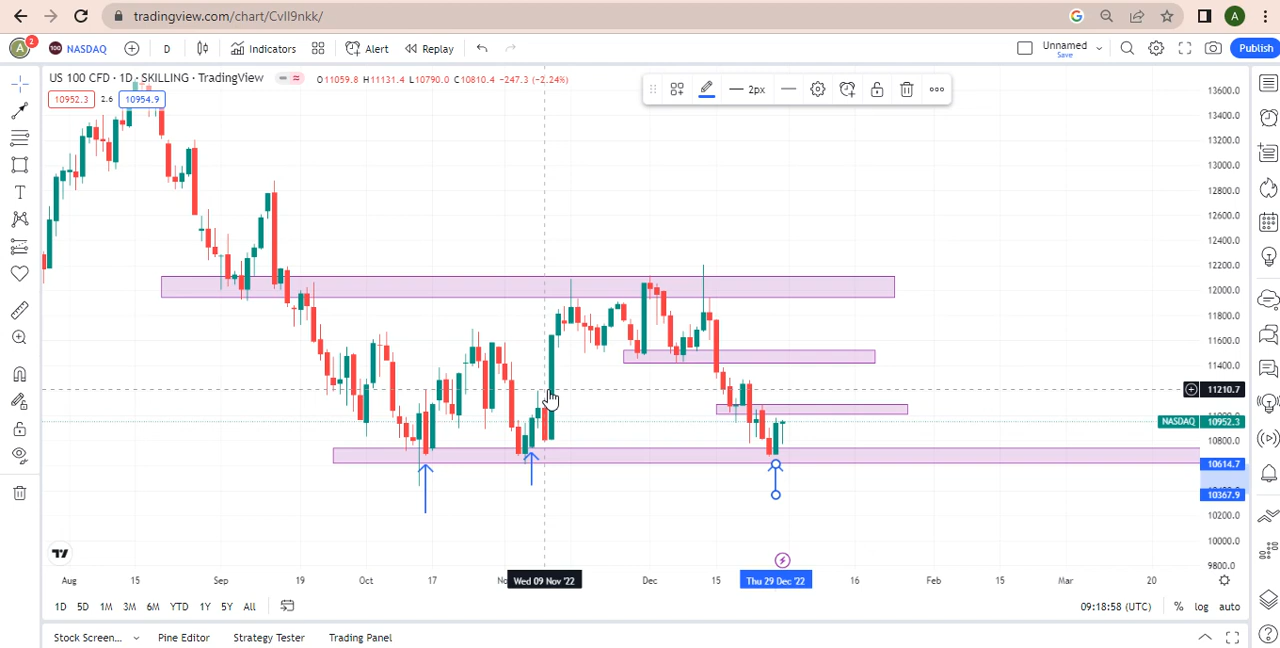 tradingview.com/chart/Cvll9nkk/
G
A
A 2
100 NASDAQ D Indicators Alert Replay Unnamed Save Publish
US 100 CFD · 1D · SKILLING · TradingView O11059.8 H11131.4 L10790.0 C10810.4 -247.3 (-2.24%)
10952.3 2.6 10954.9
2px
13600.0
13400.0
13200.0
13000.0
12800.0
12600.0
12400.0
12200.0
12000.0
11800.0
11600.0
11400.0
11210.7
NASDAQ 10952.3
10800.0
10614.7
10367.9
10200.0
10000.0
9800.0
Aug 15 Sep 19 Oct 17 Wed 09 Nov '22 Dec 15 Thu 29 Dec '22 16 Feb 15 Mar 20
1D 5D 1M 3M 6M YTD 1Y 5Y All 09:18:58 (UTC) % log auto
Stock Screen... Pine Editor Strategy Tester Trading Panel